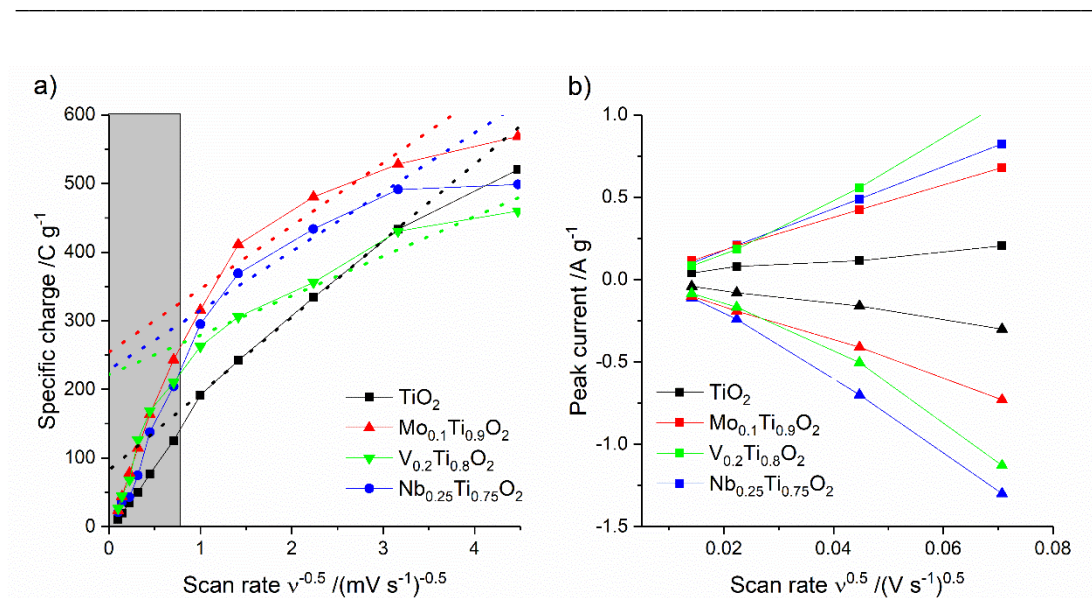 a)
600
500
400
300
200
100
0
Specific charge /C g⁻¹
TiO₂
Mo₀.₁Ti₀.₉O₂
V₀.₂Ti₀.₈O₂
Nb₀.₂₅Ti₀.₇₅O₂
0 1 2 3 4
Scan rate ν⁻⁰·⁵ /(mV s⁻¹)⁻⁰·⁵
b)
1.0
0.5
0.0
-0.5
-1.0
-1.5
Peak current /A g⁻¹
TiO₂
Mo₀.₁Ti₀.₉O₂
V₀.₂Ti₀.₈O₂
Nb₀.₂₅Ti₀.₇₅O₂
0.02 0.04 0.06 0.08
Scan rate ν⁰·⁵ /(V s⁻¹)⁰·⁵